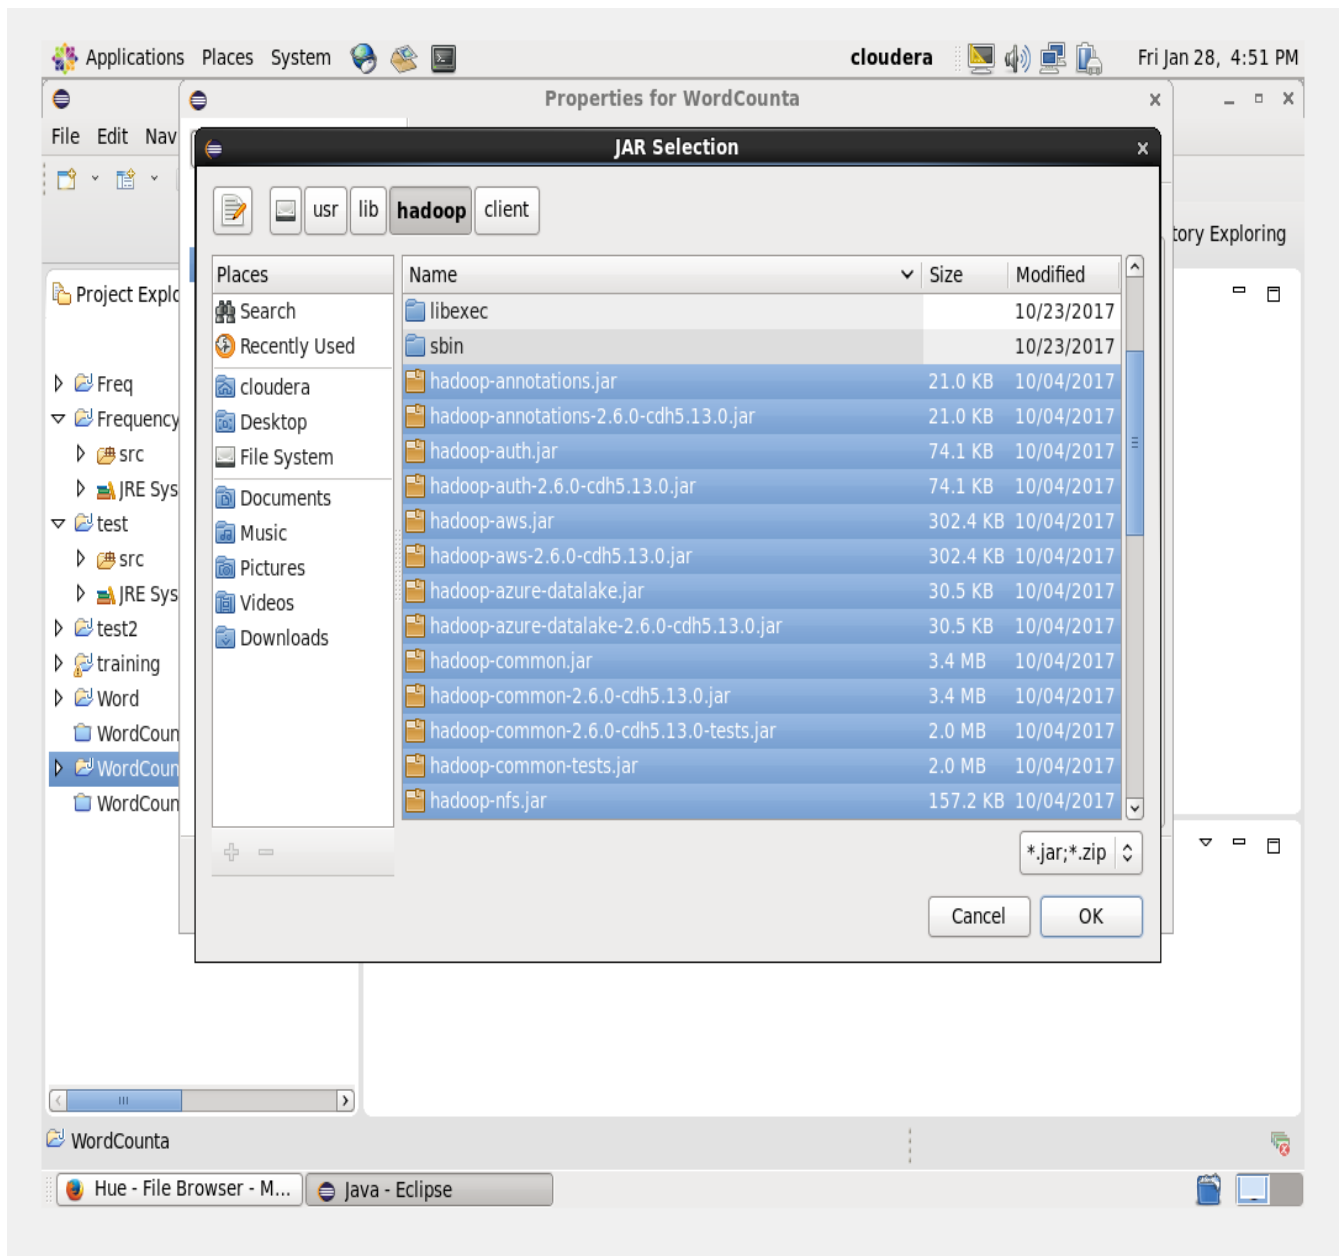 Applications Places System cloudera Fri Jan 28, 4:51 PM
Properties for WordCounta
File Edit Nav
JAR Selection
usr lib hadoop client
tory Exploring
Project Explo
Places
Search
Recently Used
cloudera
Desktop
File System
Documents
Music
Pictures
Videos
Downloads
Name Size Modified
libexec 10/23/2017
sbin 10/23/2017
hadoop-annotations.jar 21.0 KB 10/04/2017
hadoop-annotations-2.6.0-cdh5.13.0.jar 21.0 KB 10/04/2017
hadoop-auth.jar 74.1 KB 10/04/2017
hadoop-auth-2.6.0-cdh5.13.0.jar 74.1 KB 10/04/2017
hadoop-aws.jar 302.4 KB 10/04/2017
hadoop-aws-2.6.0-cdh5.13.0.jar 302.4 KB 10/04/2017
hadoop-azure-datalake.jar 30.5 KB 10/04/2017
hadoop-azure-datalake-2.6.0-cdh5.13.0.jar 30.5 KB 10/04/2017
hadoop-common.jar 3.4 MB 10/04/2017
hadoop-common-2.6.0-cdh5.13.0.jar 3.4 MB 10/04/2017
hadoop-common-2.6.0-cdh5.13.0-tests.jar 2.0 MB 10/04/2017
hadoop-common-tests.jar 2.0 MB 10/04/2017
hadoop-nfs.jar 157.2 KB 10/04/2017
Freq
Frequency
src
JRE Sys
test
src
JRE Sys
test2
training
Word
WordCoun
WordCoun
WordCoun
*.jar;*.zip
Cancel OK
WordCounta
Hue - File Browser - M... Java - Eclipse